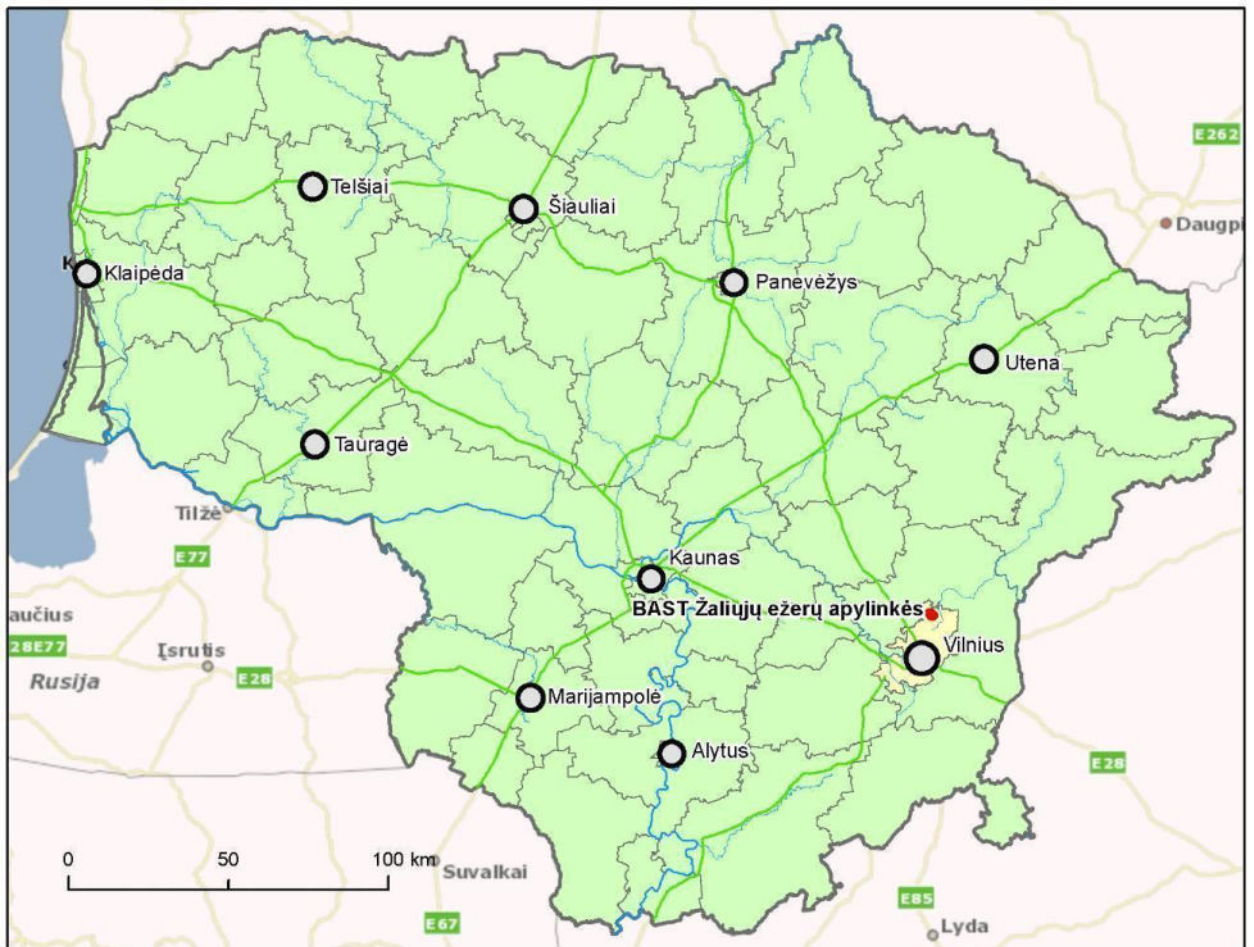 E262
Telšiai
Šiauliai
Daugpi
K
Klaipėda
Panevėžys
Utena
Tauragė
Tilžė
E77
Kaunas
BAST Žaliųjų ežerų apylinkės
aučius
28E77
Įsrutis
E28
Vilnius
Rusija
Marijampolė
Alytus
E28
0 50 100 km
Suvalkai
E67
E85
Lyda